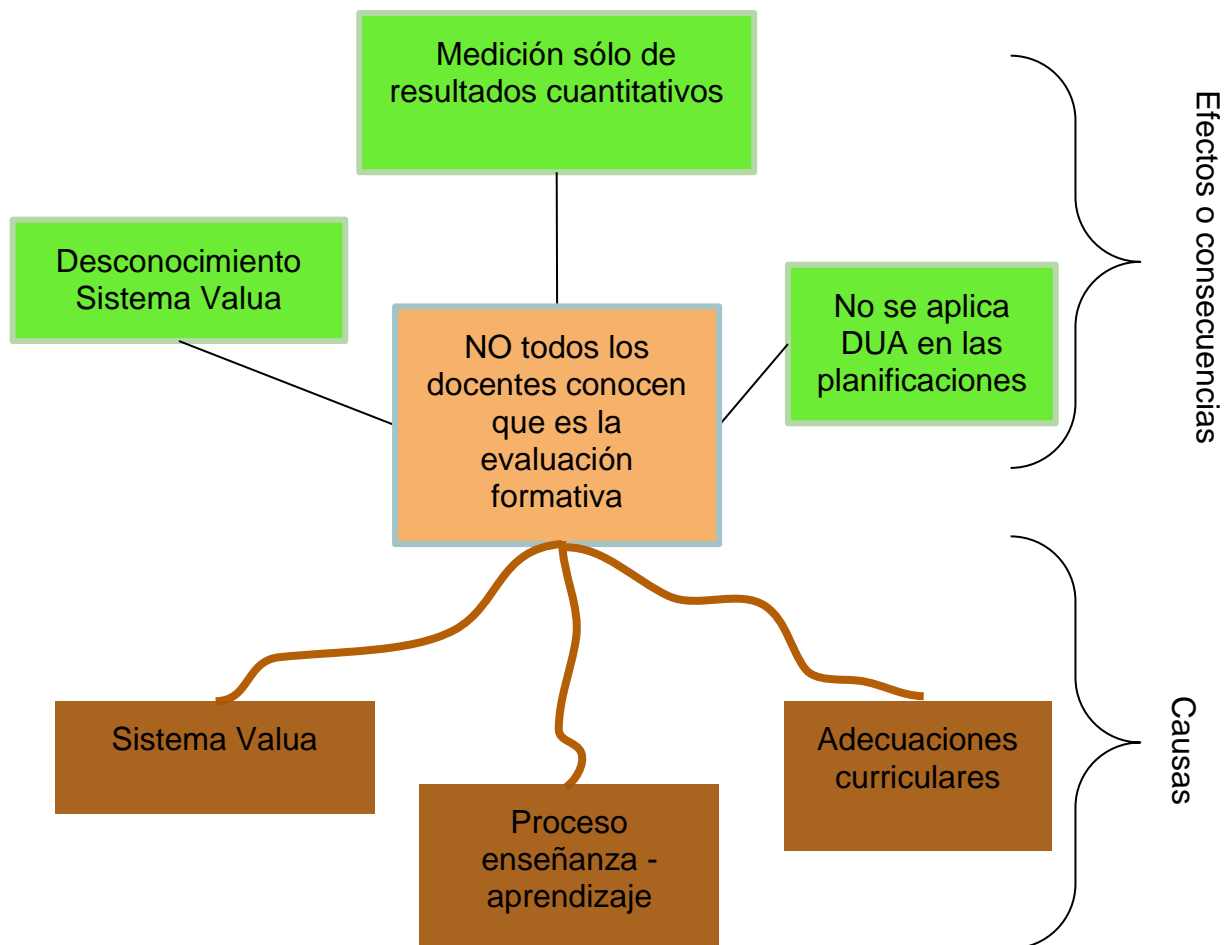 Medición sólo de
resultados cuantitativos
Efectos o consecuencias
Desconocimiento
Sistema Valua
No se aplica
DUA en las
planificaciones
NO todos los
docentes conocen
que es la
evaluación
formativa
Sistema Valua
Adecuaciones
curriculares
Causas
Proceso
enseñanza -
aprendizaje